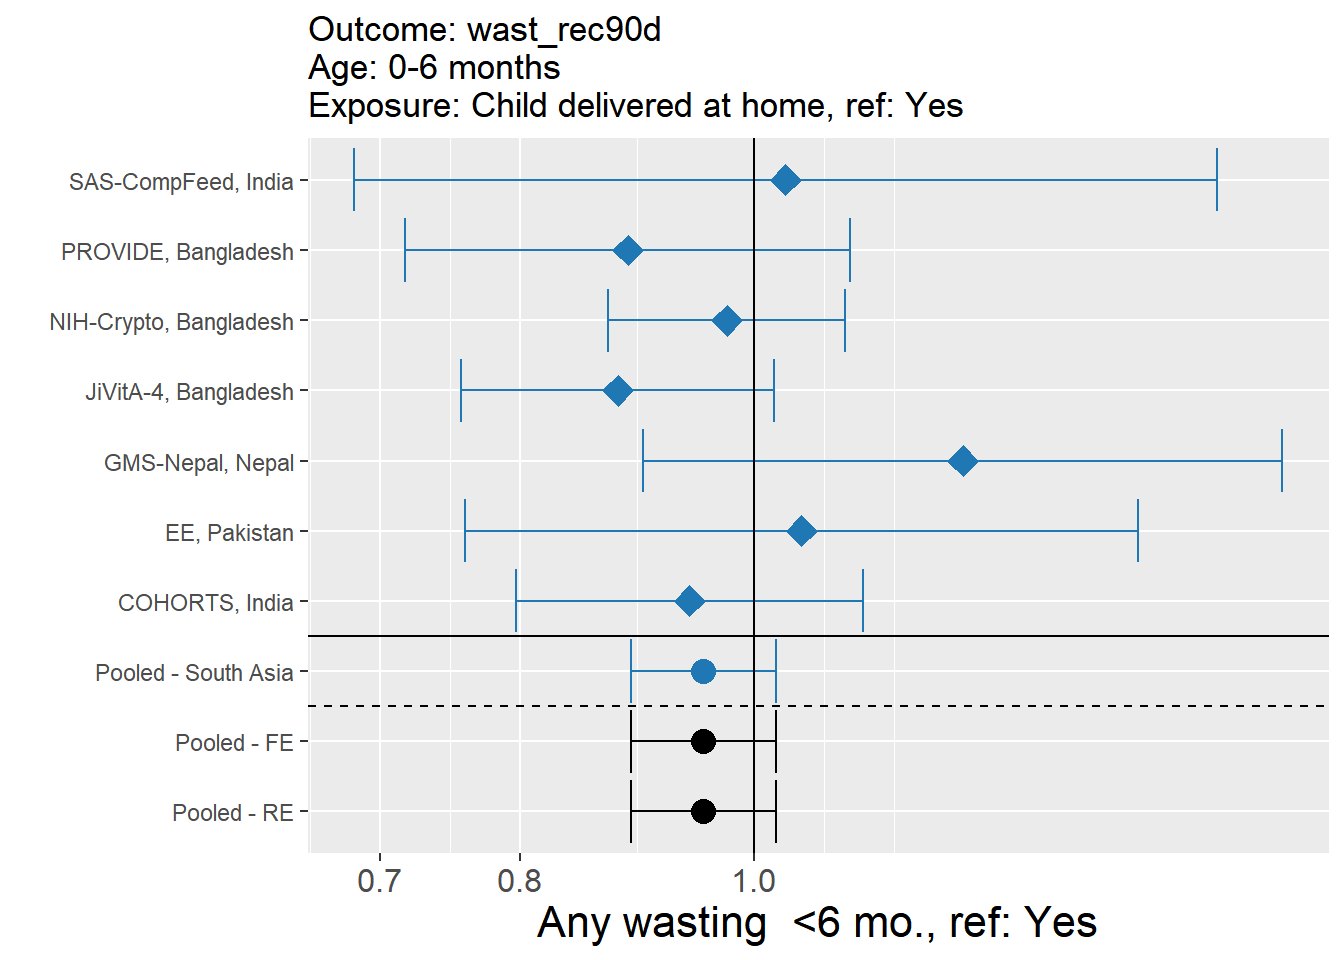 Outcome: wast_rec90d
Age: 0-6 months
Exposure: Child delivered at home, ref: Yes
SAS-CompFeed, India
PROVIDE, Bangladesh
NIH-Crypto, Bangladesh
JiVitA-4, Bangladesh
GMS-Nepal, Nepal
EE, Pakistan
COHORTS, India
Pooled - South Asia
Pooled - FE
Pooled - RE
0.7 0.8 1.0
Any wasting  <6 mo., ref: Yes